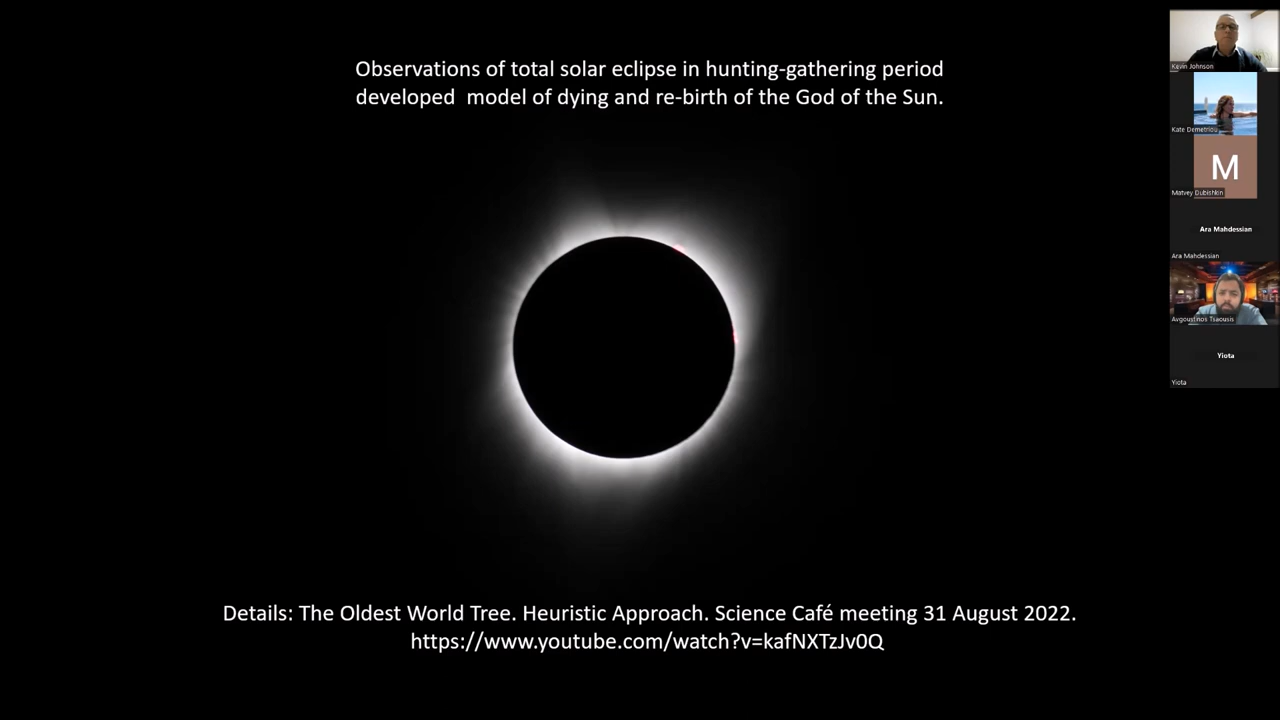 Observations of total solar eclipse in hunting-gathering period
developed  model of dying and re-birth of the God of the Sun.
Details: The Oldest World Tree. Heuristic Approach. Science Café meeting 31 August 2022.
https://www.youtube.com/watch?v=kafNXTzJv0Q
Kevin Johnson
Kate Demetriou
M
Matvey Dubishkin
Ara Mahdessian
Ara Mahdessian
Avgoustinos Tsaousis
Yiota
Yiota